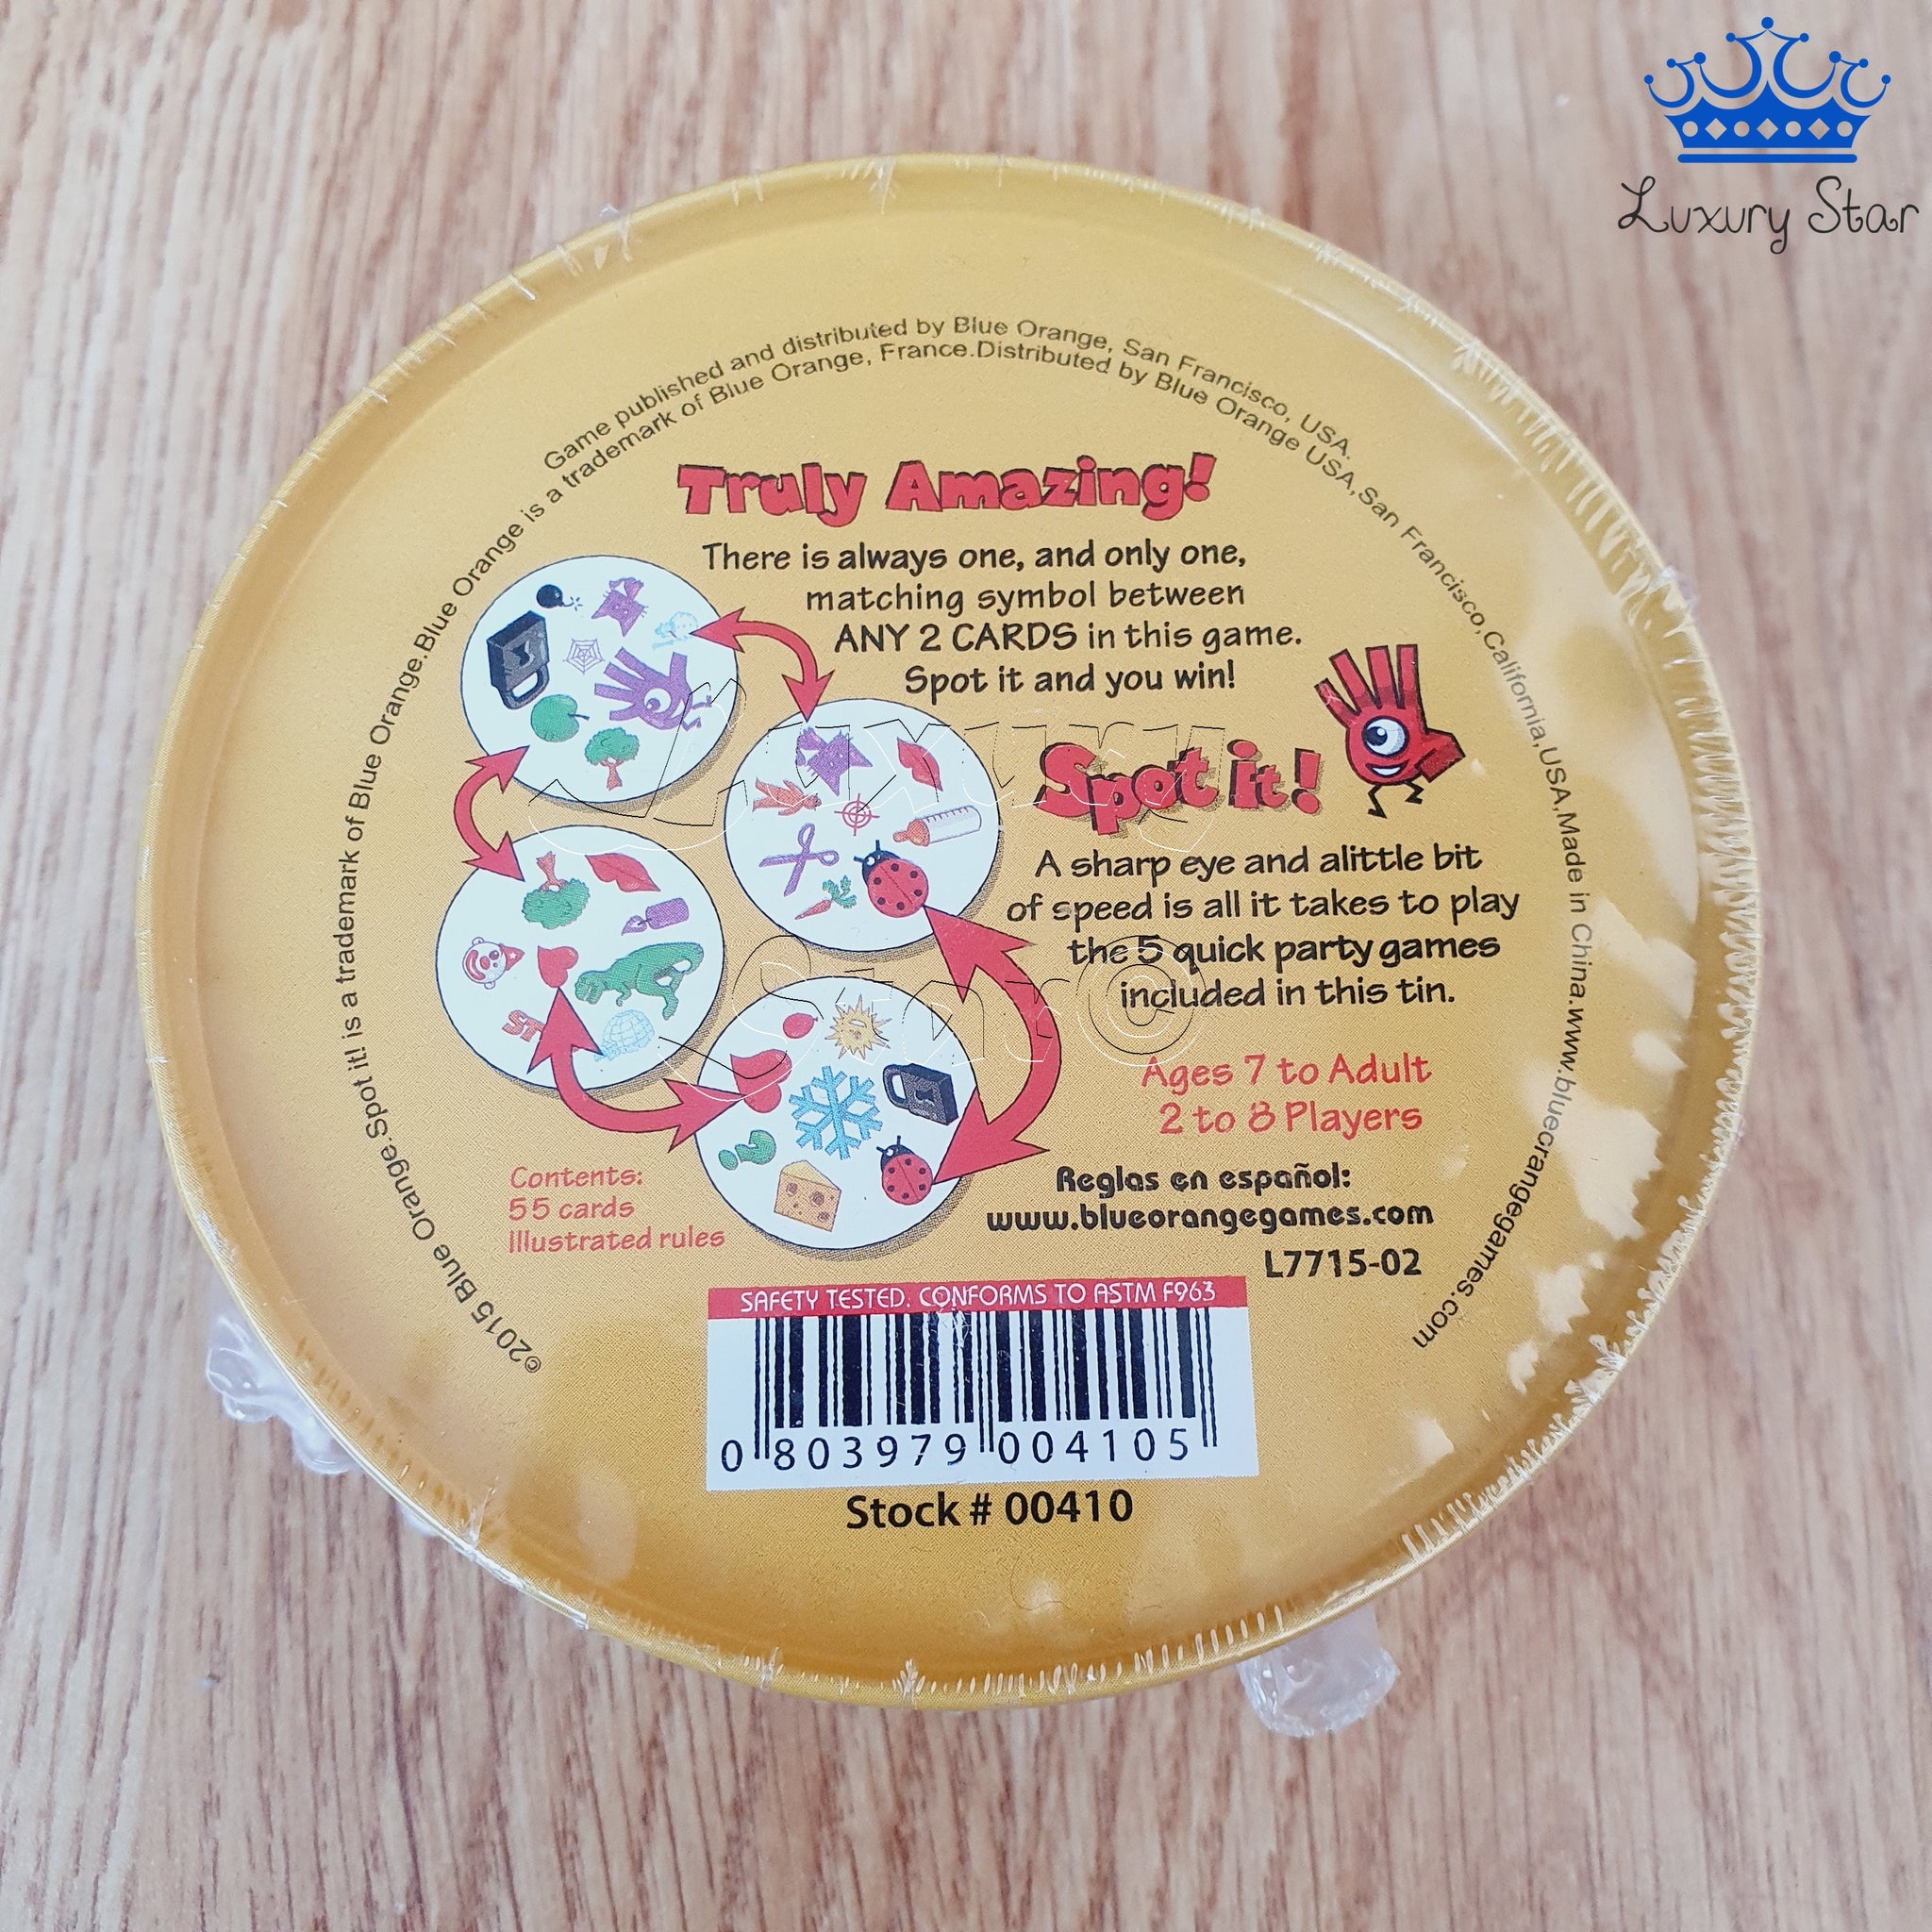 Luxury Star
Game published and distributed by Blue Orange, San Francisco, USA.
©2015 Blue Orange.Spot it! is a trademark of Blue Orange.Blue Orange is a trademark of Blue Orange, France.Distributed by Blue Orange USA,San Francisco,California,USA.Made in China.www.blueorangegames.com
Truly Amazing!
There is always one, and only one,
matching symbol between
ANY 2 CARDS in this game.
Spot it and you win!
Spot it!
A sharp eye and alittle bit
of speed is all it takes to play
the 5 quick party games
included in this tin.
Luxury
Star©
Ages 7 to Adult
2 to 8 Players
Contents:
55 cards
Illustrated rules
Reglas en español:
www.blueorangegames.com
L7715-02
SAFETY TESTED. CONFORMS TO ASTM F963
0 803979 004105
Stock # 00410